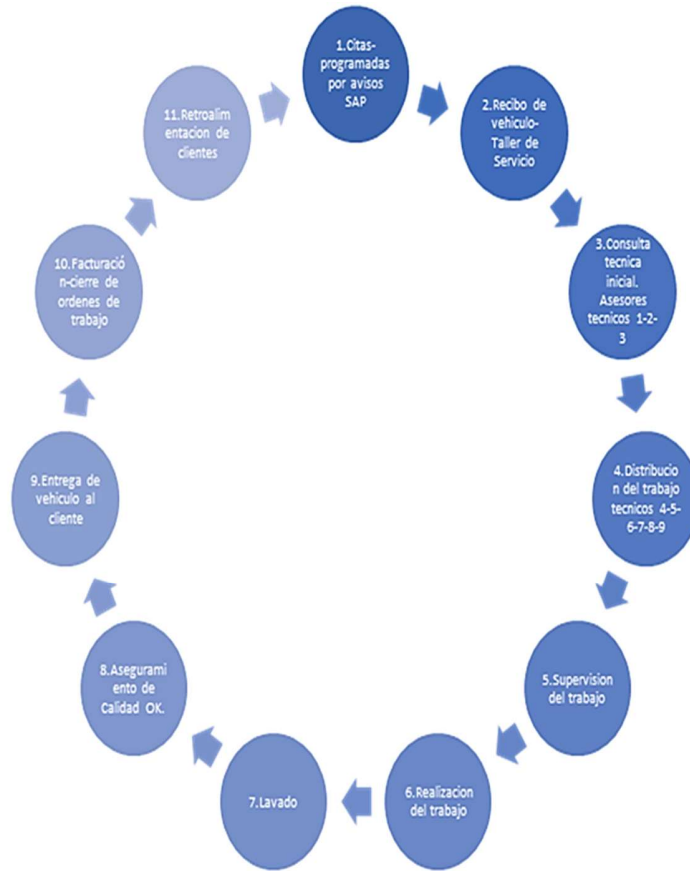 1.Citas-
programadas
por avisos
SAP
2.Recibo de
vehiculo-
Taller de
Servicio
3.Consulta
tecnica
inicial.
Asesores
tecnicos 1-2-
3
4.Distribucio
n del trabajo
tecnicos 4-5-
6-7-8-9
5.Supervision
del trabajo
6.Realizacion
del trabajo
7.Lavado
8.Asegurami
ento de
Calidad OK.
9.Entrega de
vehiculo al
cliente
10.Facturació
n-cierre de
ordenes de
trabajo
11.Retroalim
entacion de
clientes